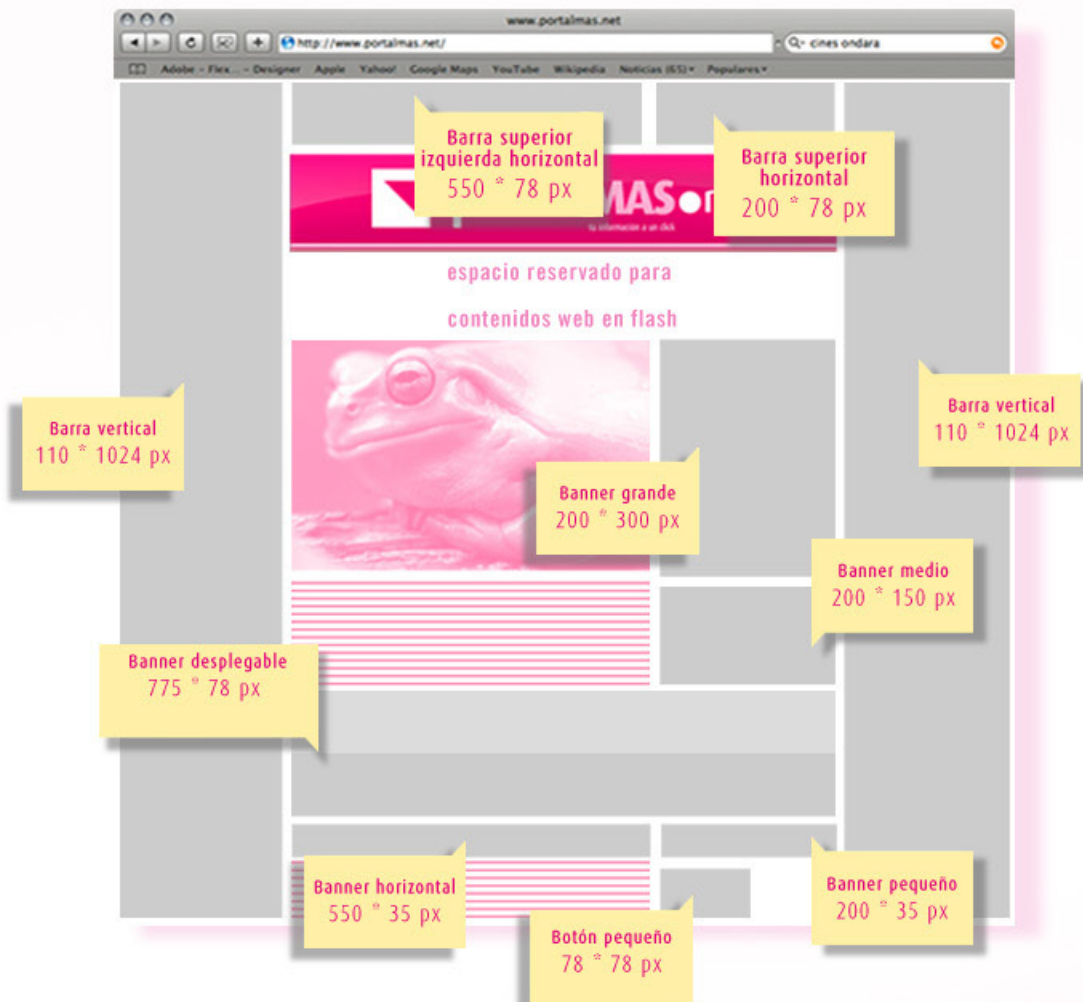 www.portalmas.net
http://www.portalmas.net/
cines ondara
Adobe - Flex... - Designer Apple Yahoo! Google Maps YouTube Wikipedia Noticias (65) Populares
Barra superior
izquierda horizontal
550 * 78 px
Barra superior
horizontal
200 * 78 px
MAS
tu información a un click
espacio reservado para
contenidos web en flash
Barra vertical
110 * 1024 px
Barra vertical
110 * 1024 px
Banner grande
200 * 300 px
Banner medio
200 * 150 px
Banner desplegable
775 * 78 px
Banner horizontal
550 * 35 px
Banner pequeño
200 * 35 px
Botón pequeño
78 * 78 px